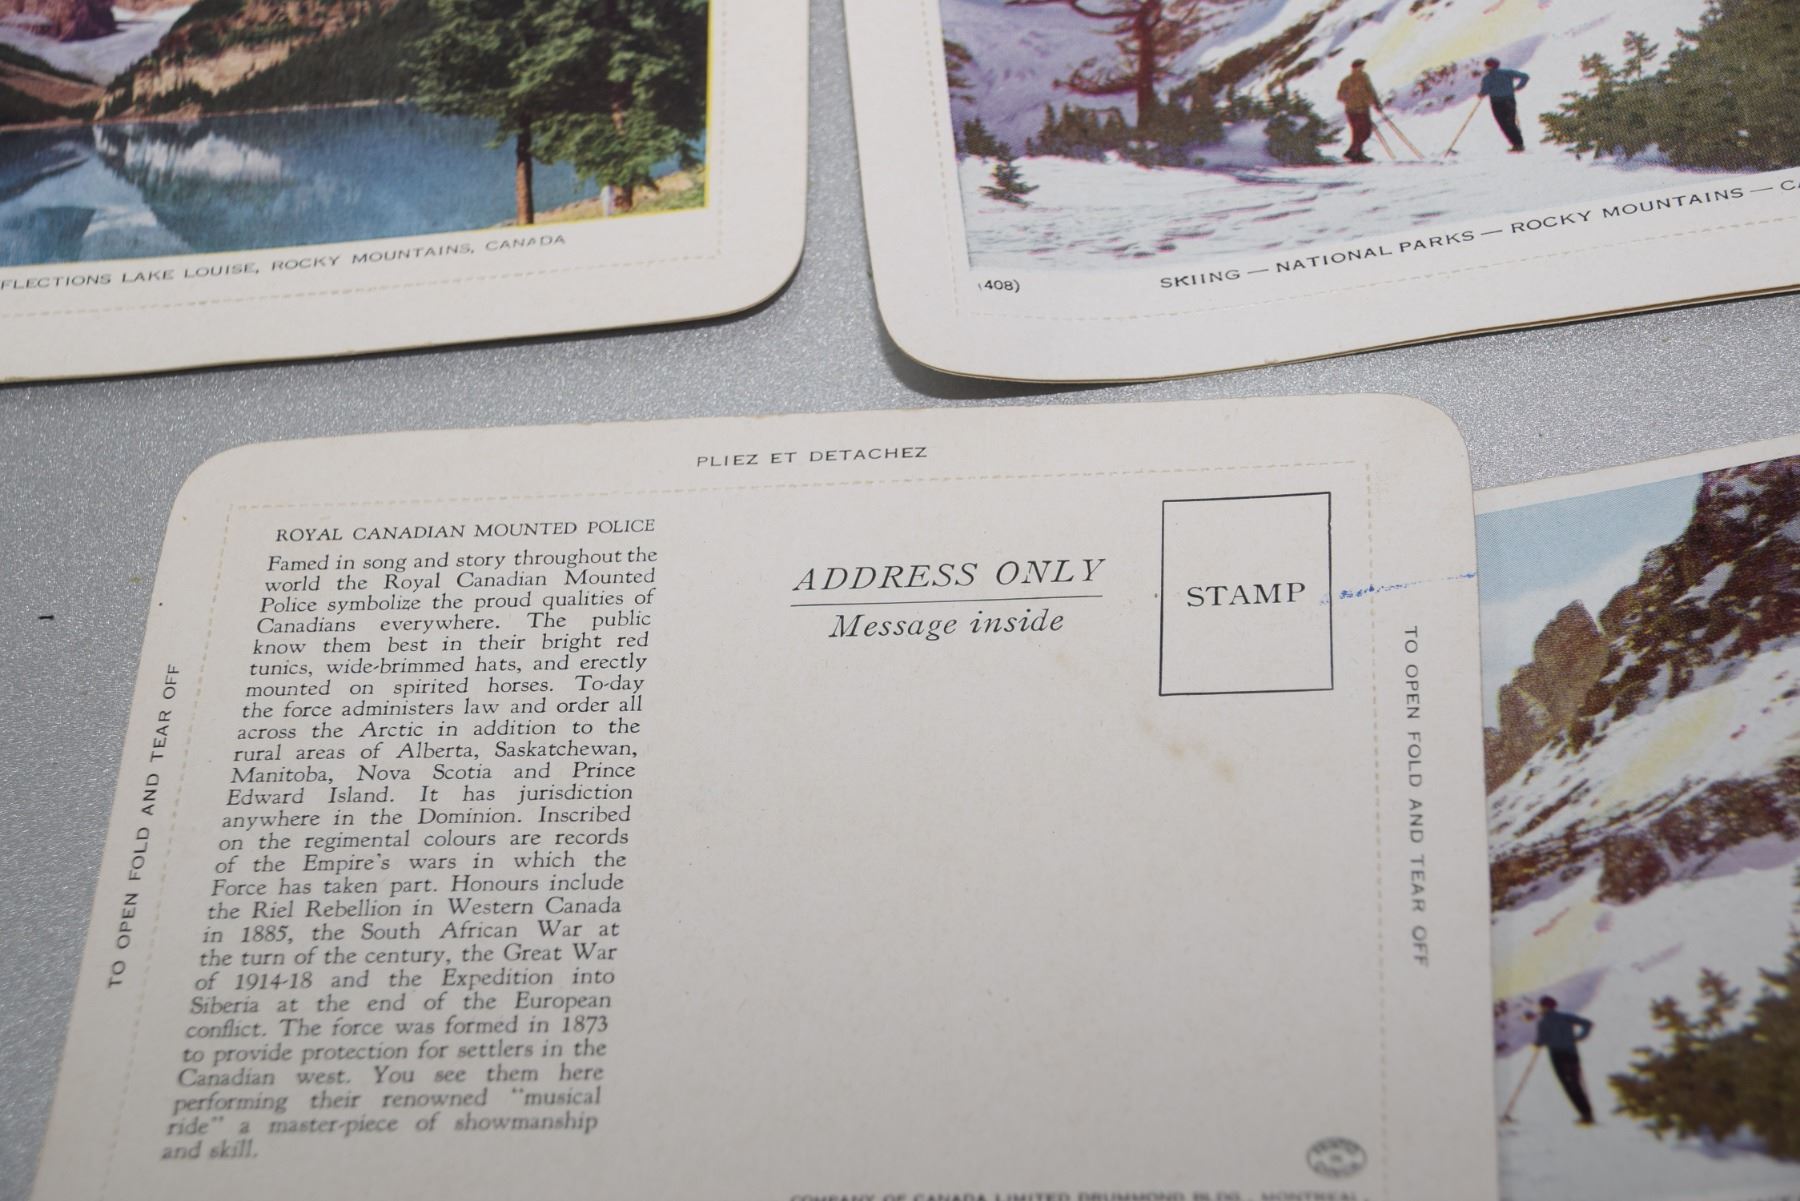 FLECTIONS LAKE LOUISE, ROCKY MOUNTAINS, CANADA
408)
SKIING — NATIONAL PARKS — ROCKY MOUNTAINS — CA
PLIEZ ET DETACHEZ
TO OPEN FOLD AND TEAR OFF
ROYAL CANADIAN MOUNTED POLICE
Famed in song and story throughout the
world the Royal Canadian Mounted
Police symbolize the proud qualities of
Canadians everywhere. The public
know them best in their bright red
tunics, wide-brimmed hats, and erectly
mounted on spirited horses. To-day
the force administers law and order all
across the Arctic in addition to the
rural areas of Alberta, Saskatchewan,
Manitoba, Nova Scotia and Prince
Edward Island. It has jurisdiction
anywhere in the Dominion. Inscribed
on the regimental colours are records
of the Empire's wars in which the
Force has taken part. Honours include
the Riel Rebellion in Western Canada
in 1885, the South African War at
the turn of the century, the Great War
of 1914-18 and the Expedition into
Siberia at the end of the European
conflict. The force was formed in 1873
to provide protection for settlers in the
Canadian west. You see them here
performing their renowned "musical
ride" a master-piece of showmanship
and skill.
ADDRESS ONLY
Message inside
STAMP
TO OPEN FOLD AND TEAR OFF
COMPANY OF CANADA LIMITED DRUMMOND BLDG., MONTREAL.